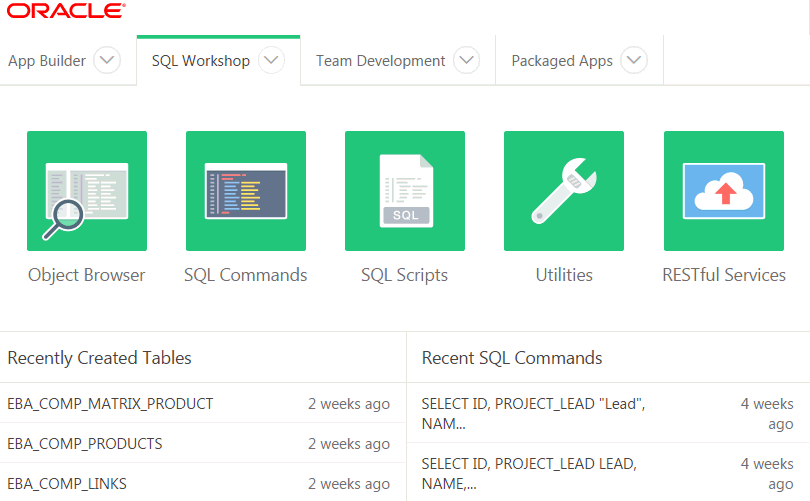 ORACLE
App Builder
SQL Workshop
Team Development
Packaged Apps
SQL
Object Browser
SQL Commands
SQL Scripts
Utilities
RESTful Services
Recently Created Tables
EBA_COMP_MATRIX_PRODUCT 2 weeks ago
EBA_COMP_PRODUCTS 2 weeks ago
EBA_COMP_LINKS 2 weeks ago
Recent SQL Commands
SELECT ID, PROJECT_LEAD "Lead", 4 weeks
NAM... ago
SELECT ID, PROJECT_LEAD LEAD, 4 weeks
NAME,... ago